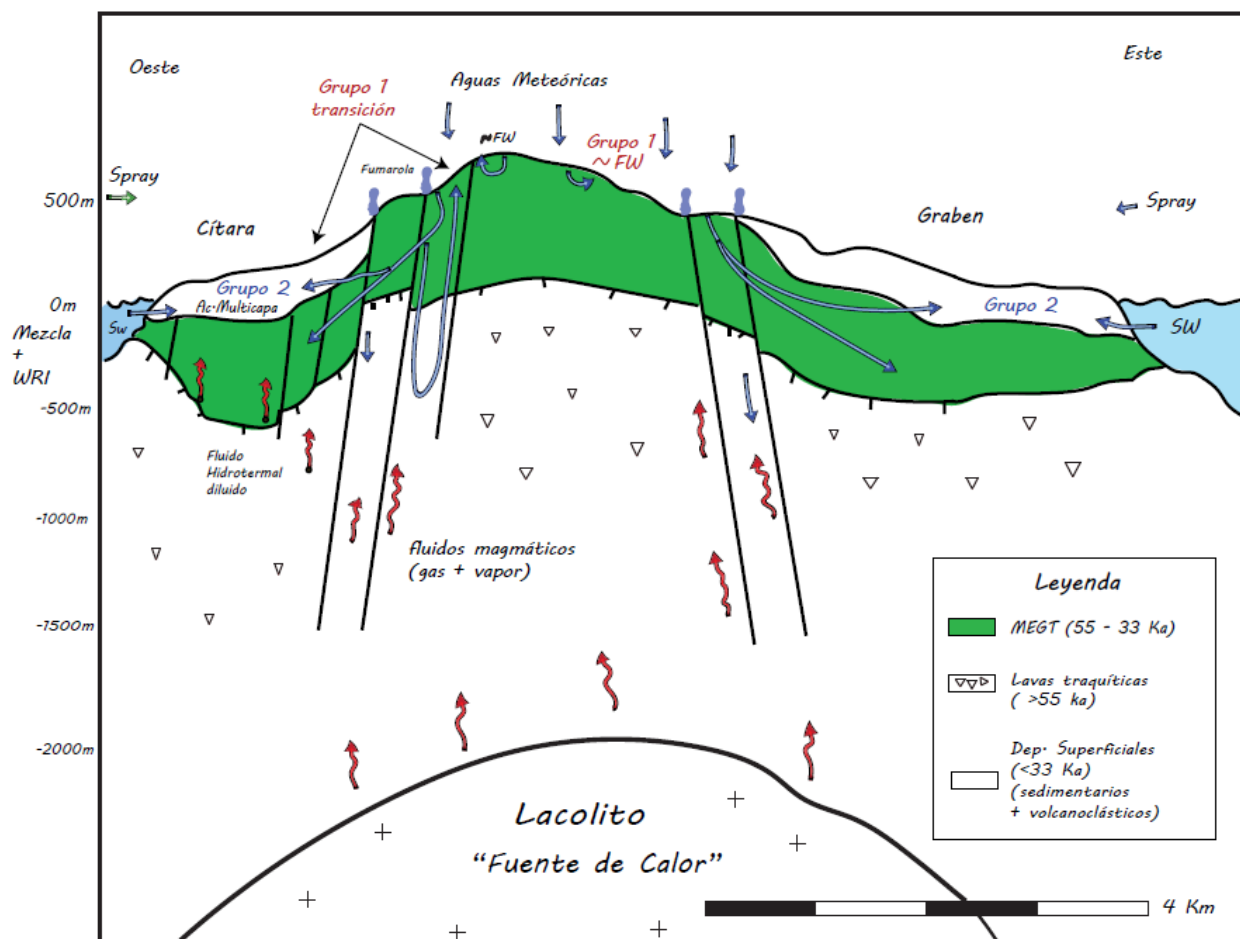 Oeste
Este
Grupo 1
transición
Aguas Meteóricas
~FW
Grupo 1
~ FW
Fumarola
Spray
Spray
500m
Cítara
Graben
Grupo 2
Ac·Multicapa
Grupo 2
0m
Sw
SW
Mezcla
+
WRI
-500m
Fluido
Hidrotermal
diluido
-1000m
fluidos magmáticos
(gas + vapor)
-1500m
-2000m
Lacolito
"Fuente de Calor"
Leyenda
MEGT (55 - 33 Ka)
Lavas traquíticas
( >55 ka)
Dep· Superficiales
(<33 Ka)
(sedimentarios
+ volcanoclásticos)
4 Km